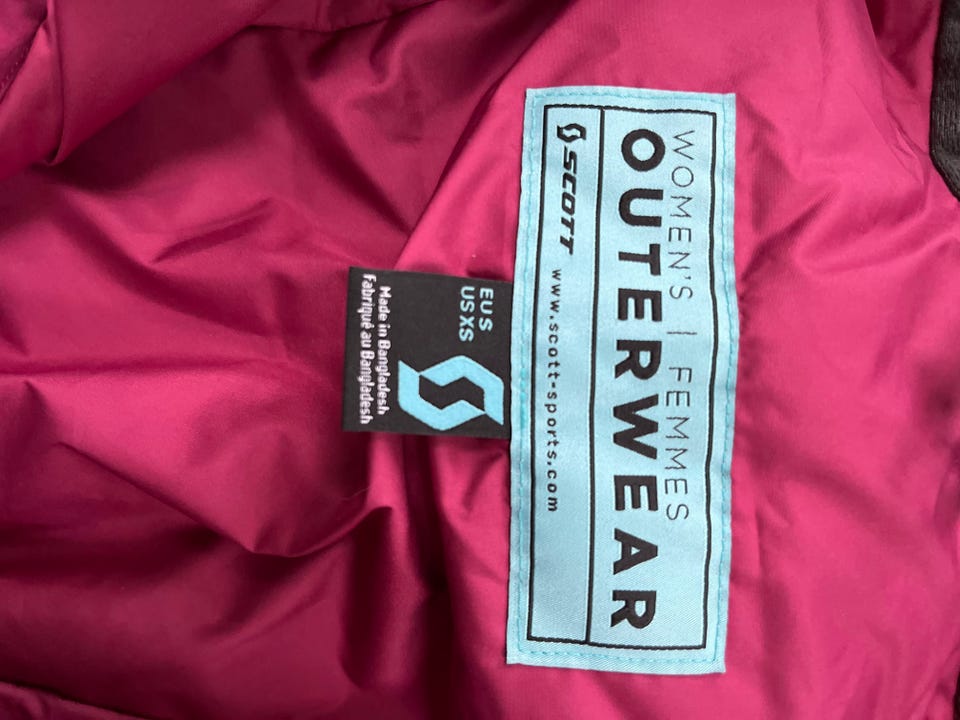 WOMEN'S | FEMMES
OUTERWEAR
SCOTT www.scott-sports.com
EU S
US XS
Made in Bangladesh
Fabriqué au Bangladesh